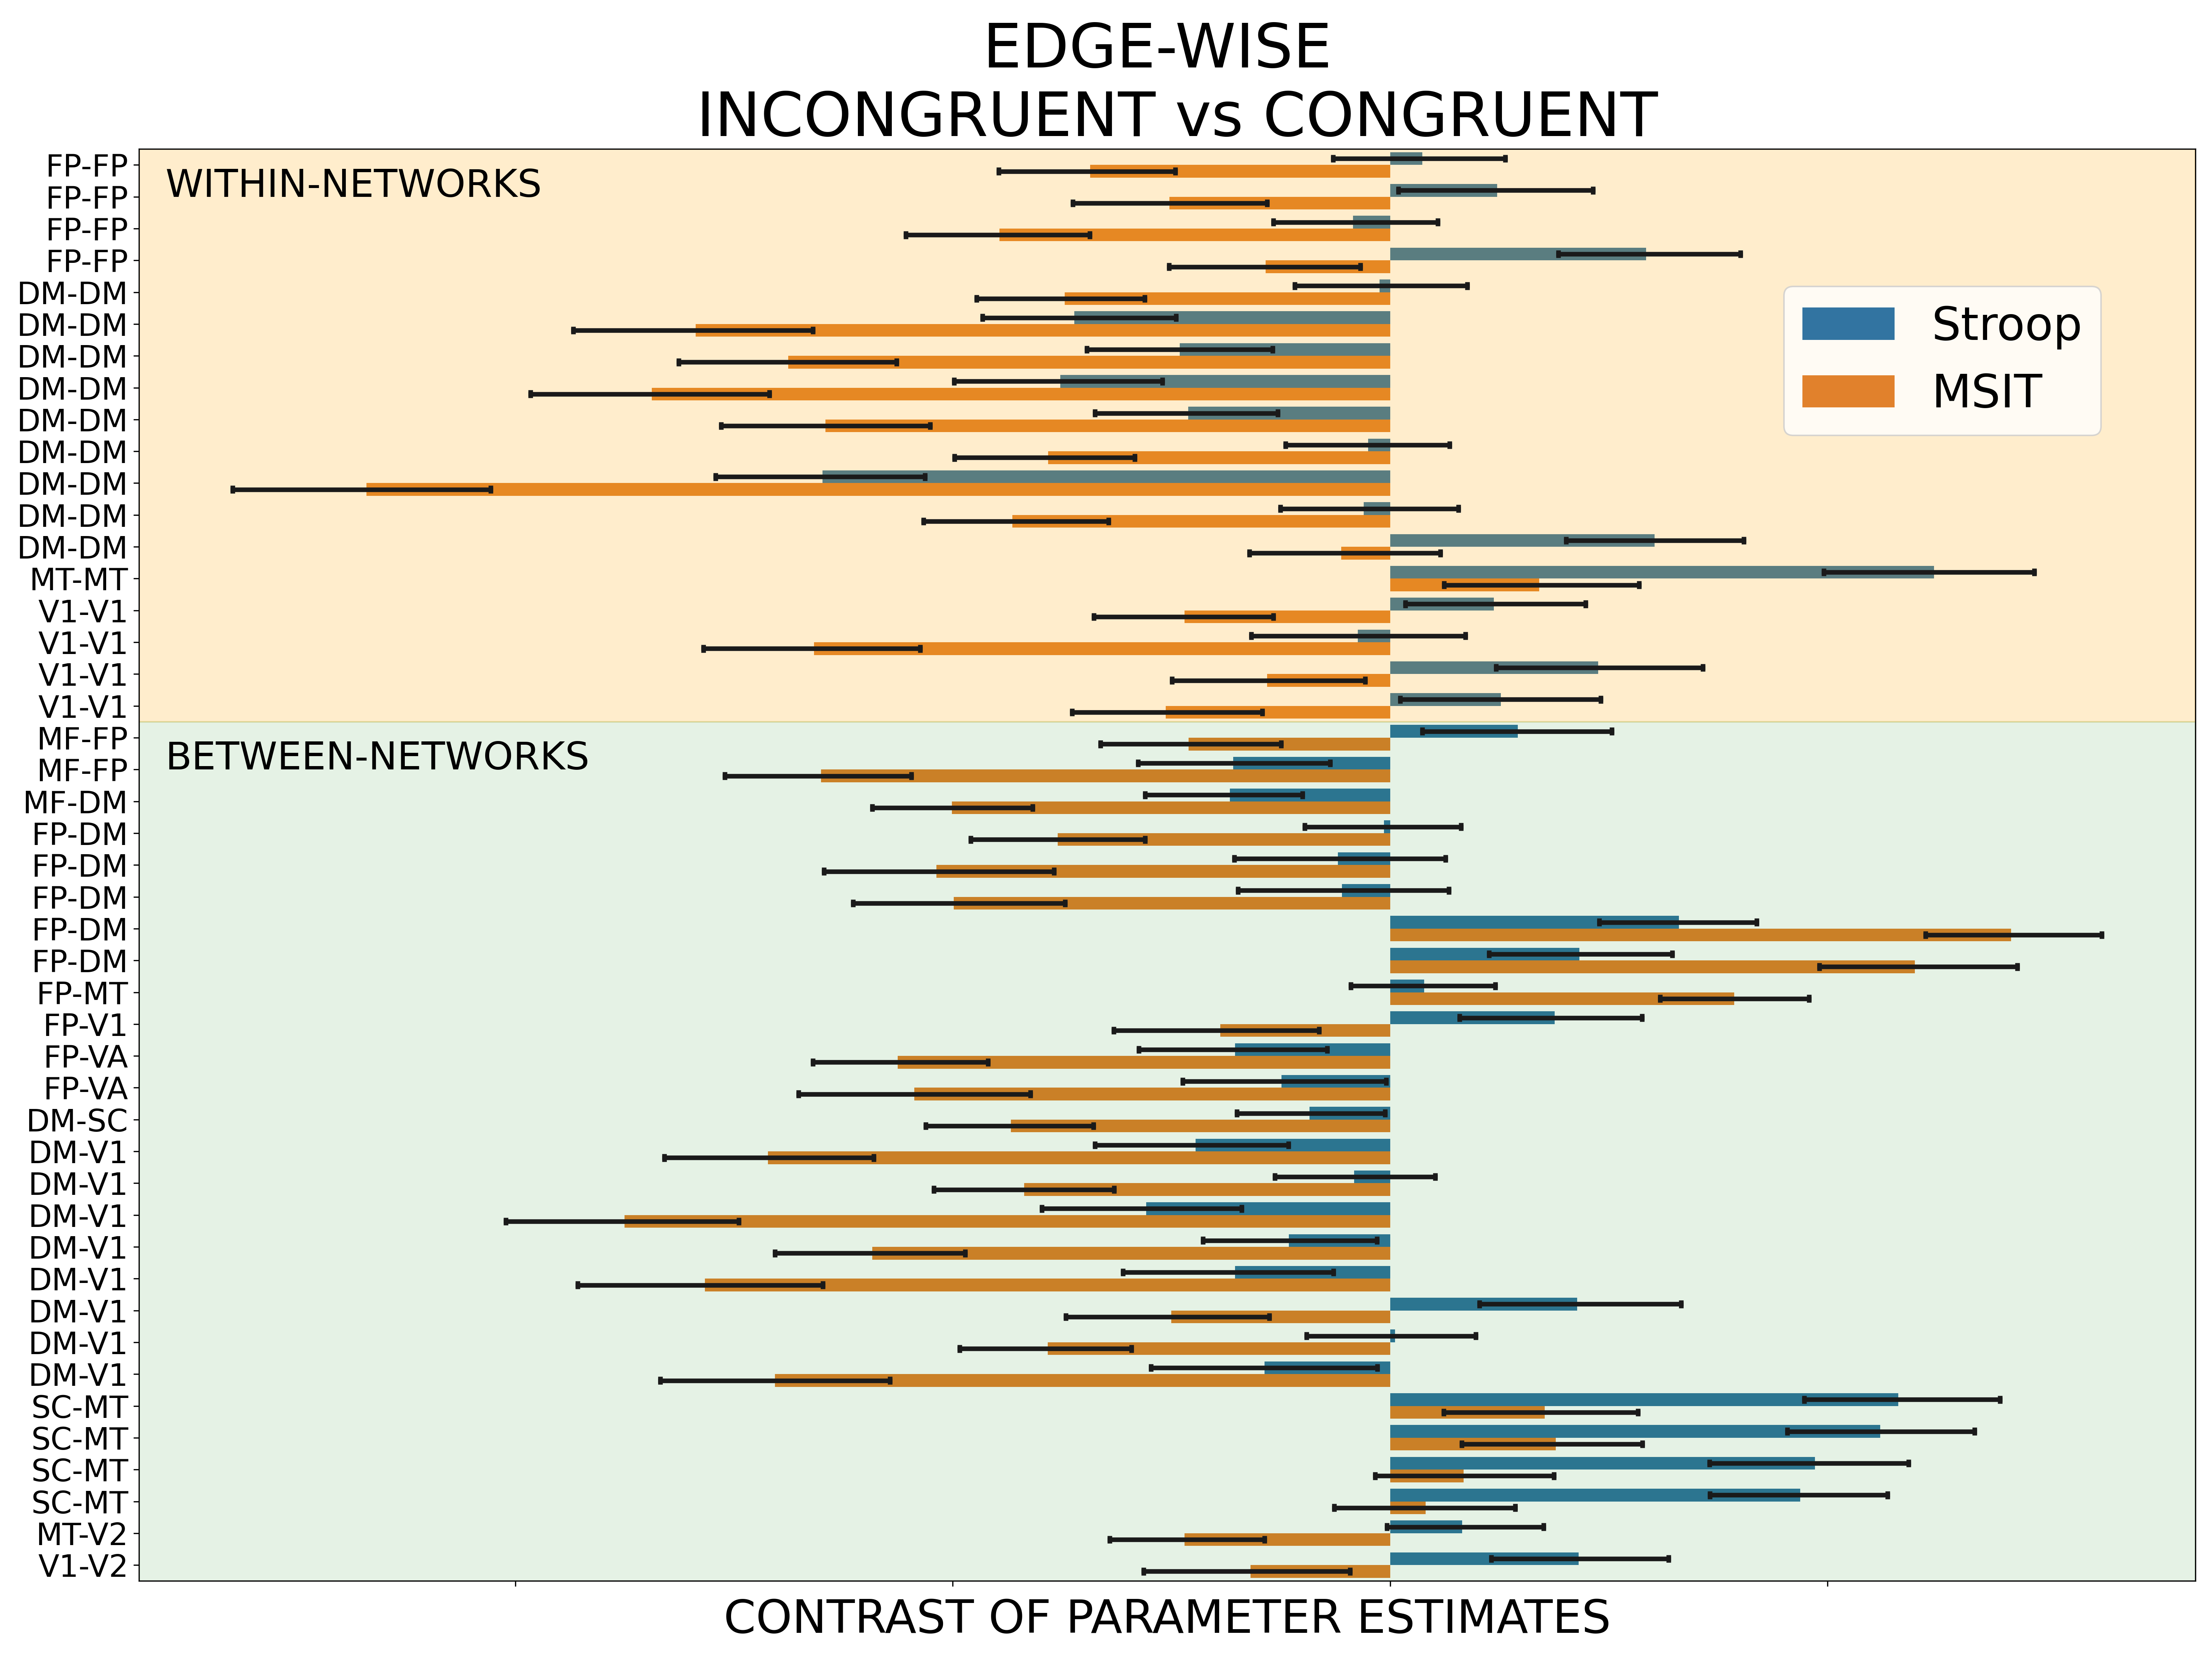 EDGE-WISE
INCONGRUENT vs CONGRUENT
WITHIN-NETWORKS
FP-FP
FP-FP
FP-FP
FP-FP
DM-DM
DM-DM
DM-DM
DM-DM
DM-DM
DM-DM
DM-DM
DM-DM
DM-DM
MT-MT
V1-V1
V1-V1
V1-V1
V1-V1
Stroop
MSIT
BETWEEN-NETWORKS
MF-FP
MF-FP
MF-DM
FP-DM
FP-DM
FP-DM
FP-DM
FP-DM
FP-MT
FP-V1
FP-VA
FP-VA
DM-SC
DM-V1
DM-V1
DM-V1
DM-V1
DM-V1
DM-V1
DM-V1
DM-V1
SC-MT
SC-MT
SC-MT
SC-MT
MT-V2
V1-V2
CONTRAST OF PARAMETER ESTIMATES